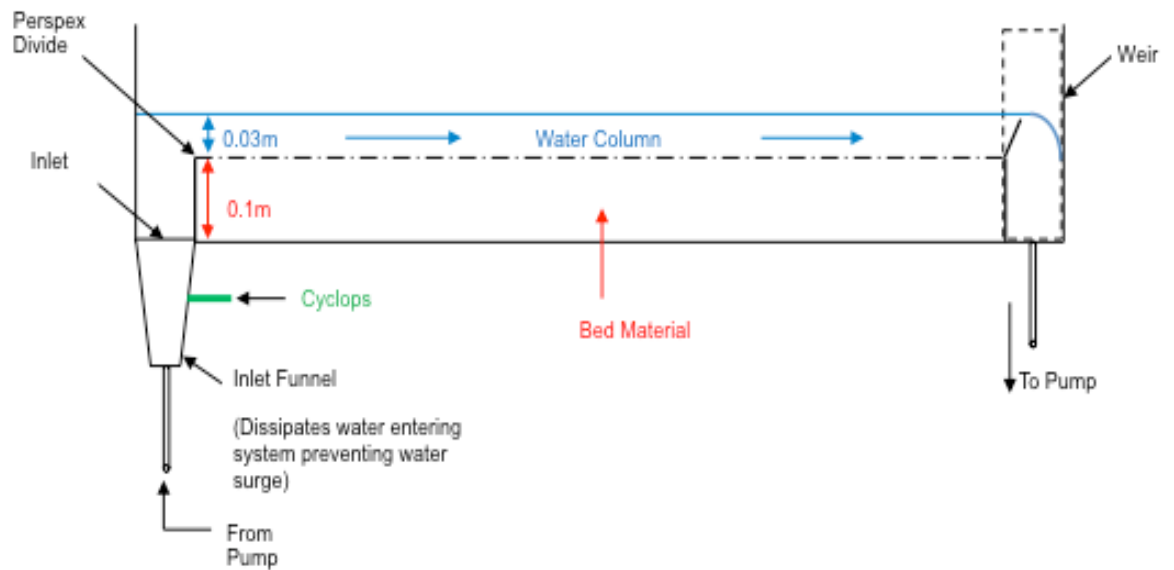 Perspex
Divide
Weir
0.03m
Water Column
Inlet
0.1m
Cyclops
Bed Material
Inlet Funnel
To Pump
(Dissipates water entering
system preventing water
surge)
From
Pump